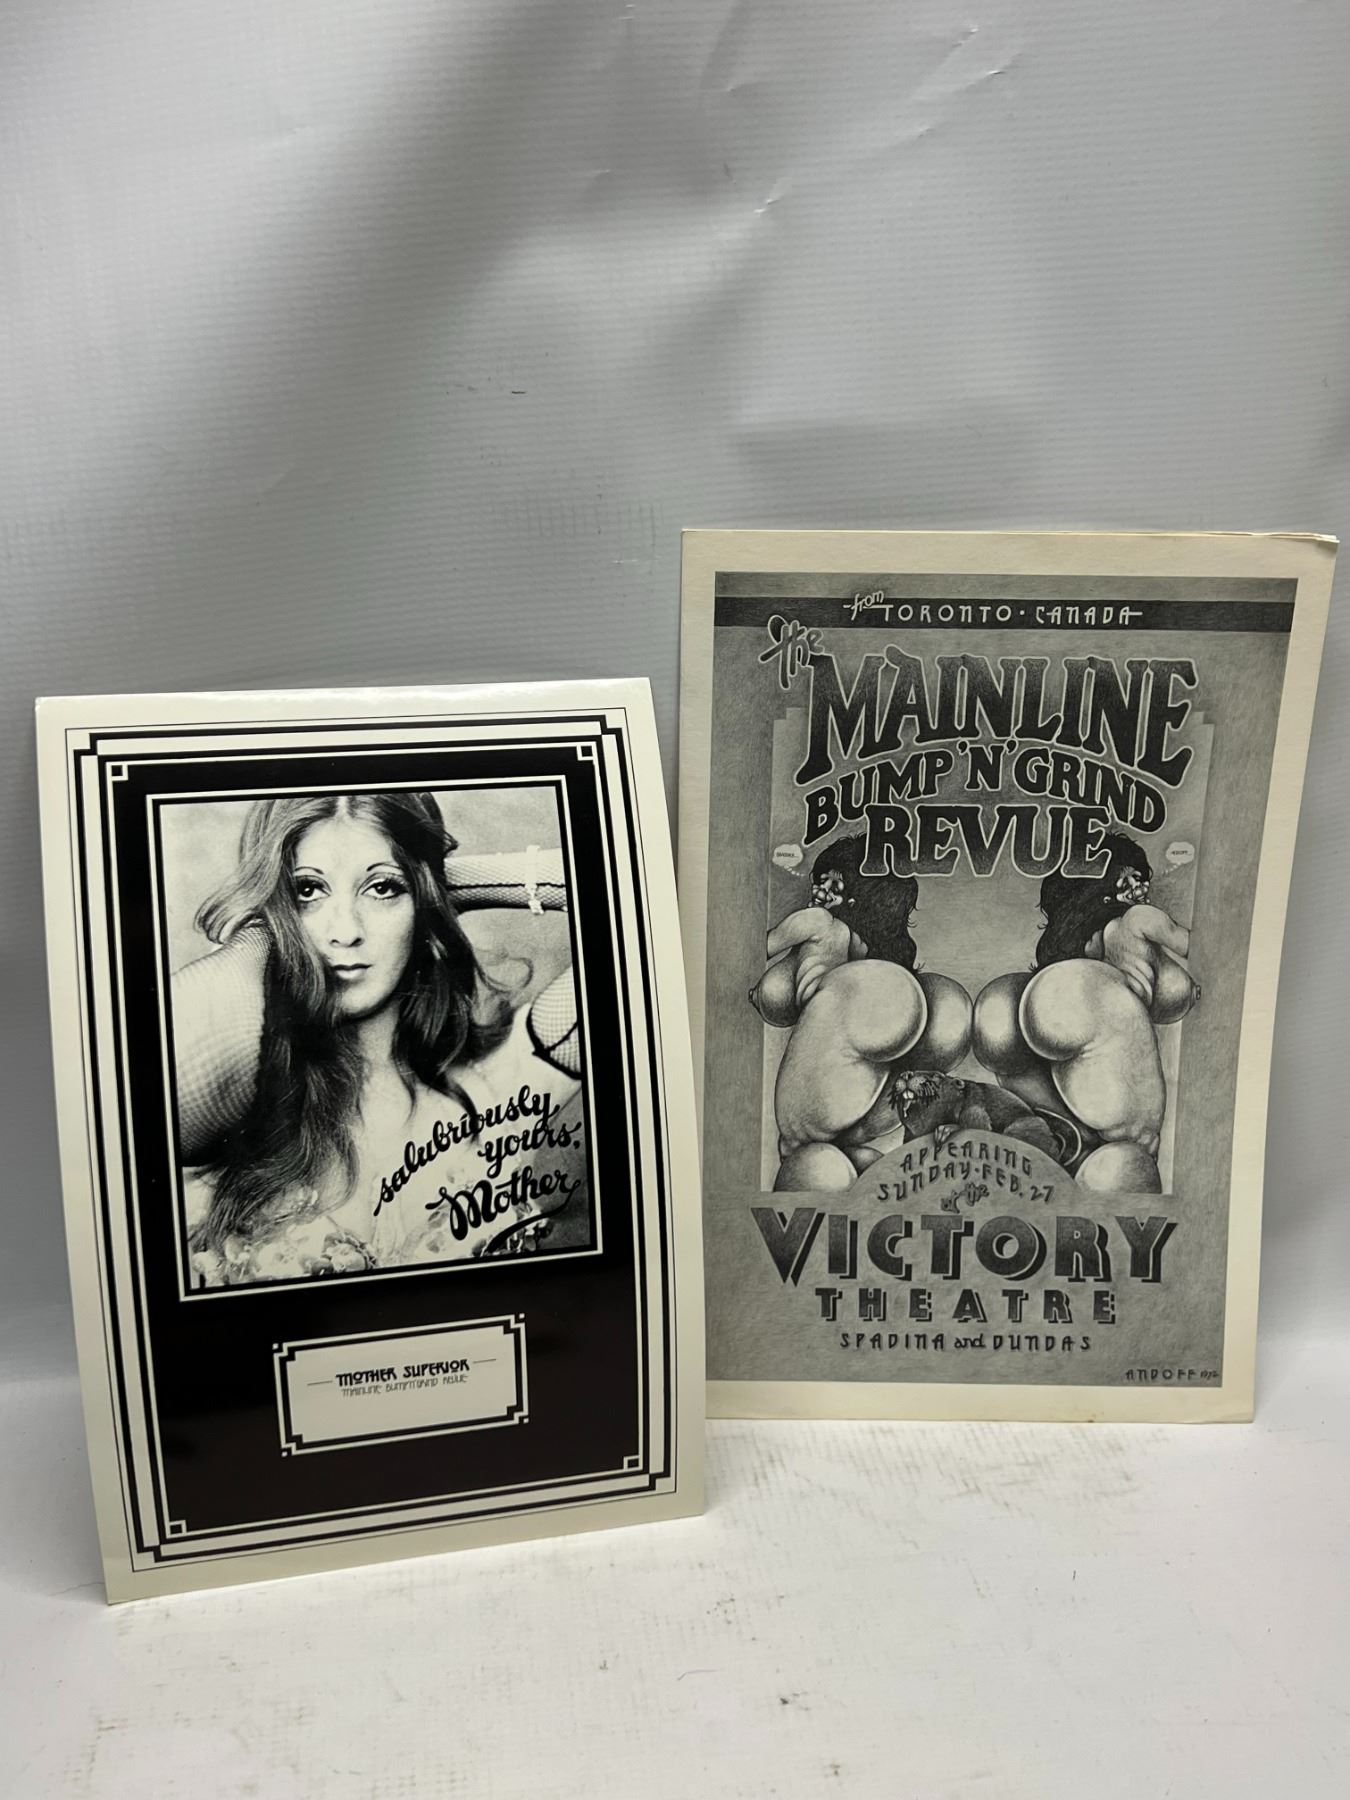 salubriously
yours,
Mother
MOTHER SUPERIOR
MAINLINE BUMP'N'GRIND REVUE
from
TORONTO · CANADA
The
MAINLINE
BUMP 'N' GRIND
REVUE
APPEARING
SUNDAY · FEB. 27
at the
VICTORY
THEATRE
SPADINA and DUNDAS
ANDOFF 1972